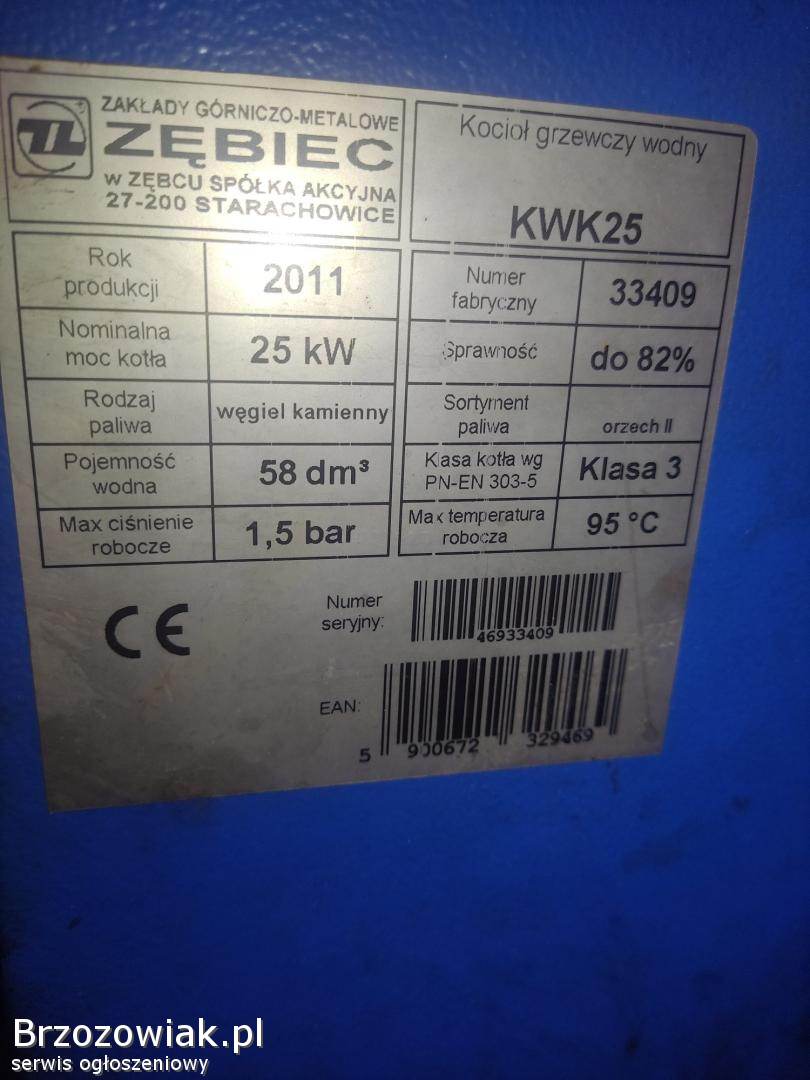 ZAKŁADY GÓRNICZO-METALOWE
ZĘBIEC
w ZĘBCU SPÓŁKA AKCYJNA
27-200 STARACHOWICE
Kocioł grzewczy wodny
KWK25
Rok
produkcji
2011
Numer
fabryczny
33409
Nominalna
moc kotła
25 kW
Sprawność
do 82%
Rodzaj
paliwa
węgiel kamienny
Sortyment
paliwa
orzech II
Pojemność
wodna
58 dm³
Klasa kotła wg
PN-EN 303-5
Klasa 3
Max ciśnienie
robocze
1,5 bar
Max temperatura
robocza
95 °C
CE
Numer
seryjny:
46933409
EAN:
5 900672 329469
Brzozowiak.pl
serwis ogłoszeniowy